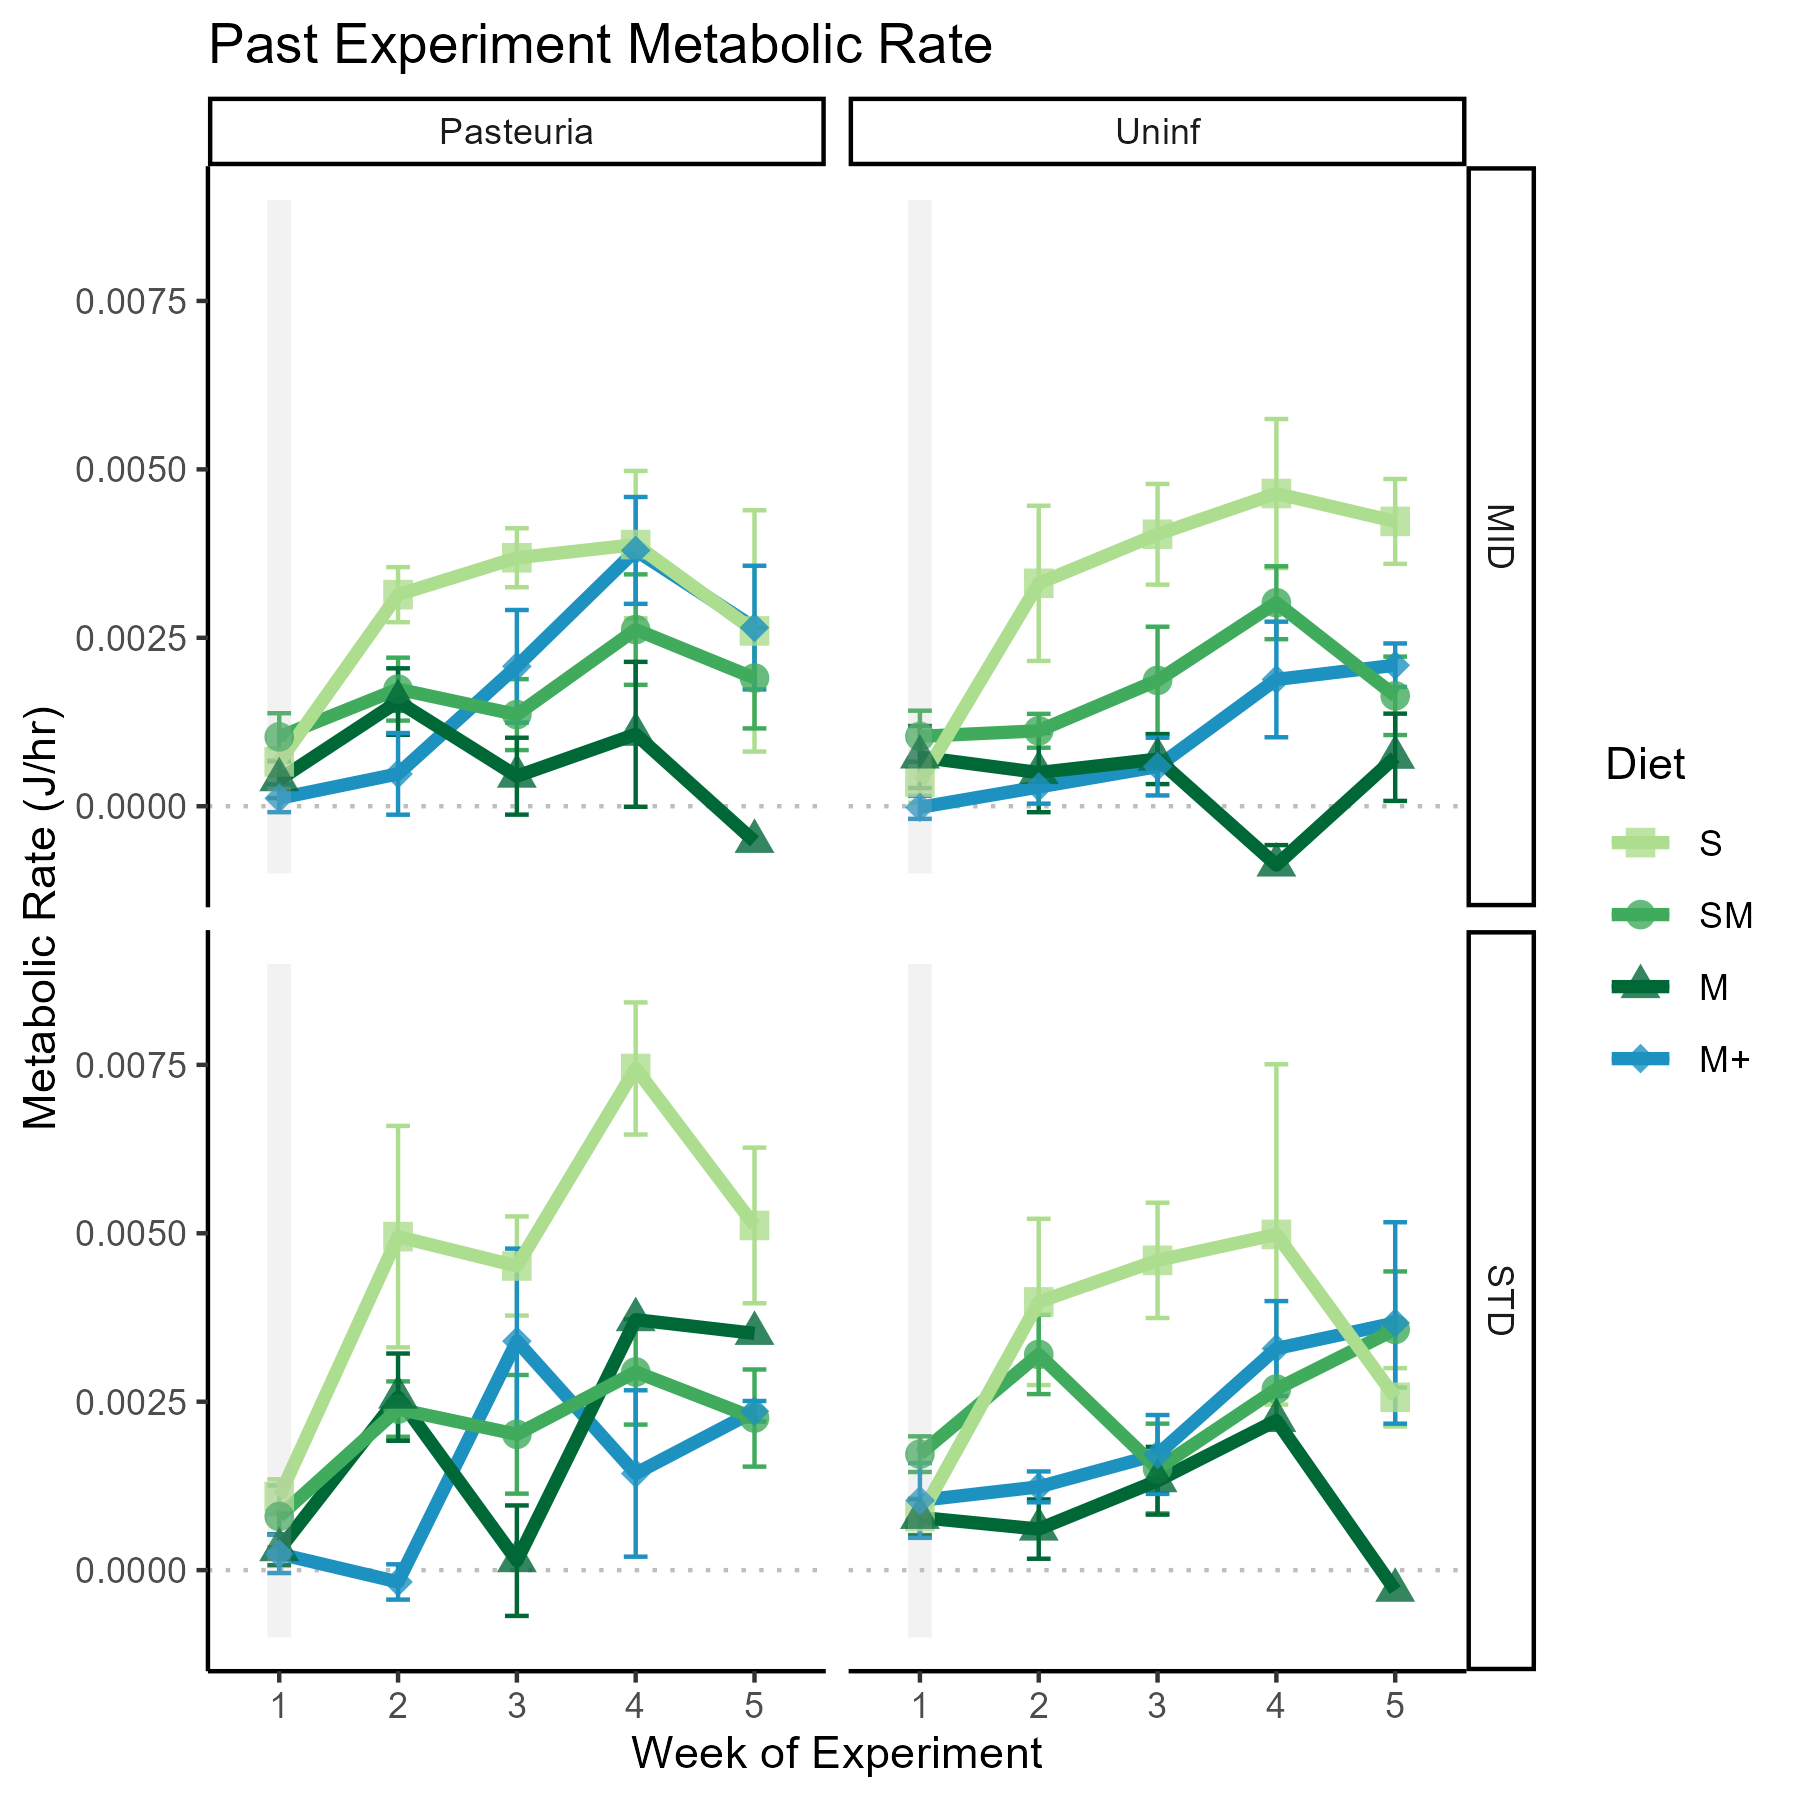 Past Experiment Metabolic Rate
Pasteuria
Uninf
MID
0.0075
0.0050
0.0025
0.0000
STD
0.0075
0.0050
0.0025
0.0000
Metabolic Rate (J/hr)
1 2 3 4 5
1 2 3 4 5
Week of Experiment
Diet
S
SM
M
M+